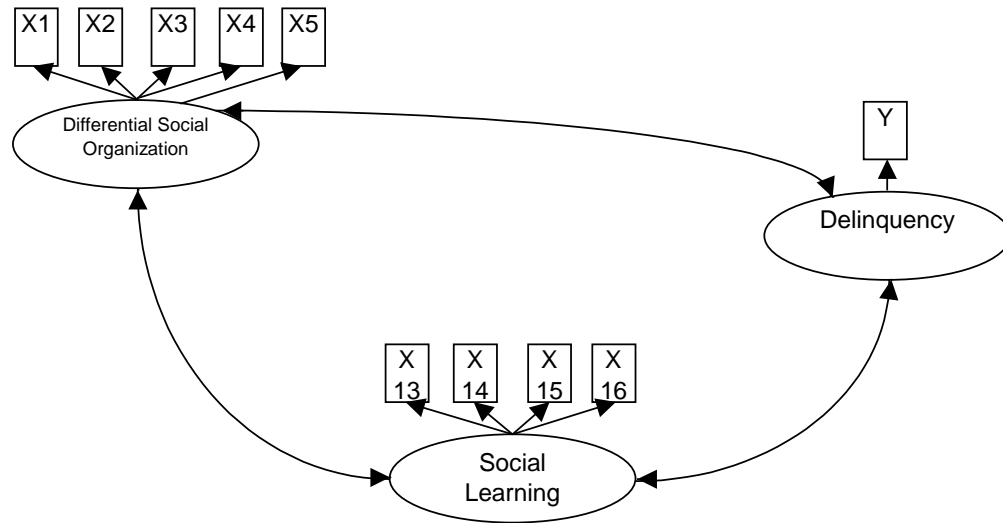 X1 X2 X3 X4 X5
Differential Social
Organization
Y
Delinquency
X X X X
13 14 15 16
Social
Learning